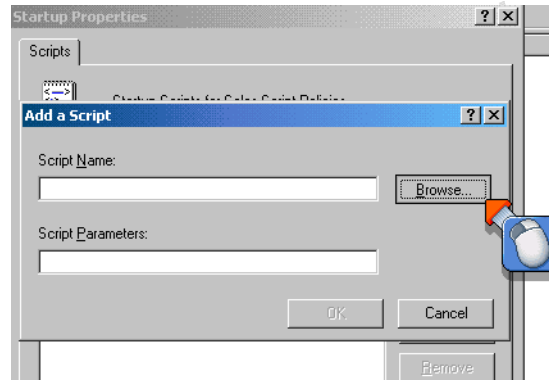 Startup Properties
Scripts
Add a Script
Script Name:
Browse...
Script Parameters:
OK
Cancel
Remove